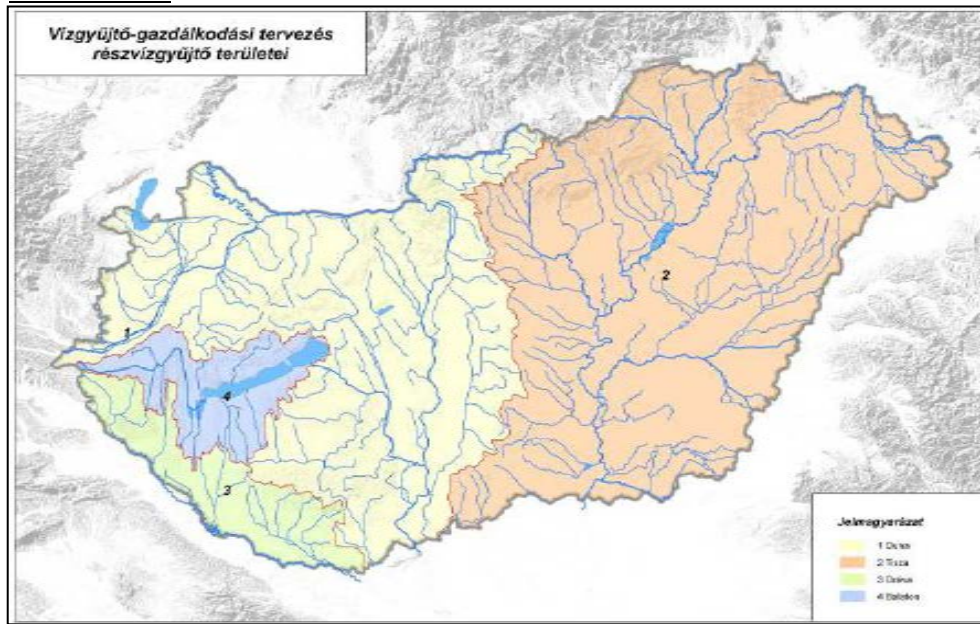 Vízgyűjtő-gazdálkodási tervezés
részvízgyűjtő területei
1
2
4
3
Jelmagyarázat
1 Duna
2 Tisza
3 Dráva
4 Balaton